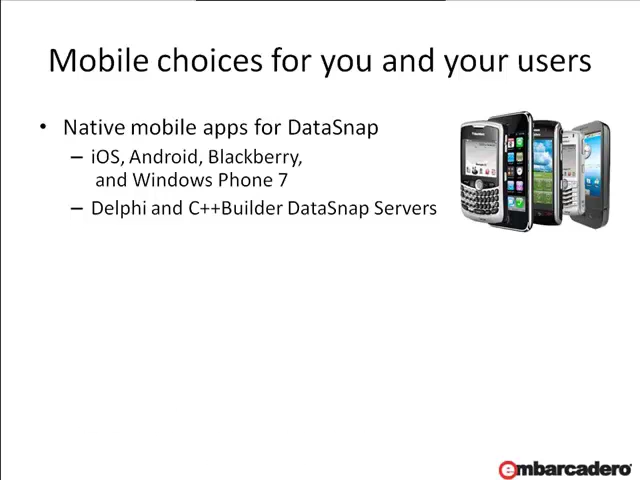 Mobile choices for you and your users
• Native mobile apps for DataSnap
– iOS, Android, Blackberry,
and Windows Phone 7
– Delphi and C++Builder DataSnap Servers
embarcadero